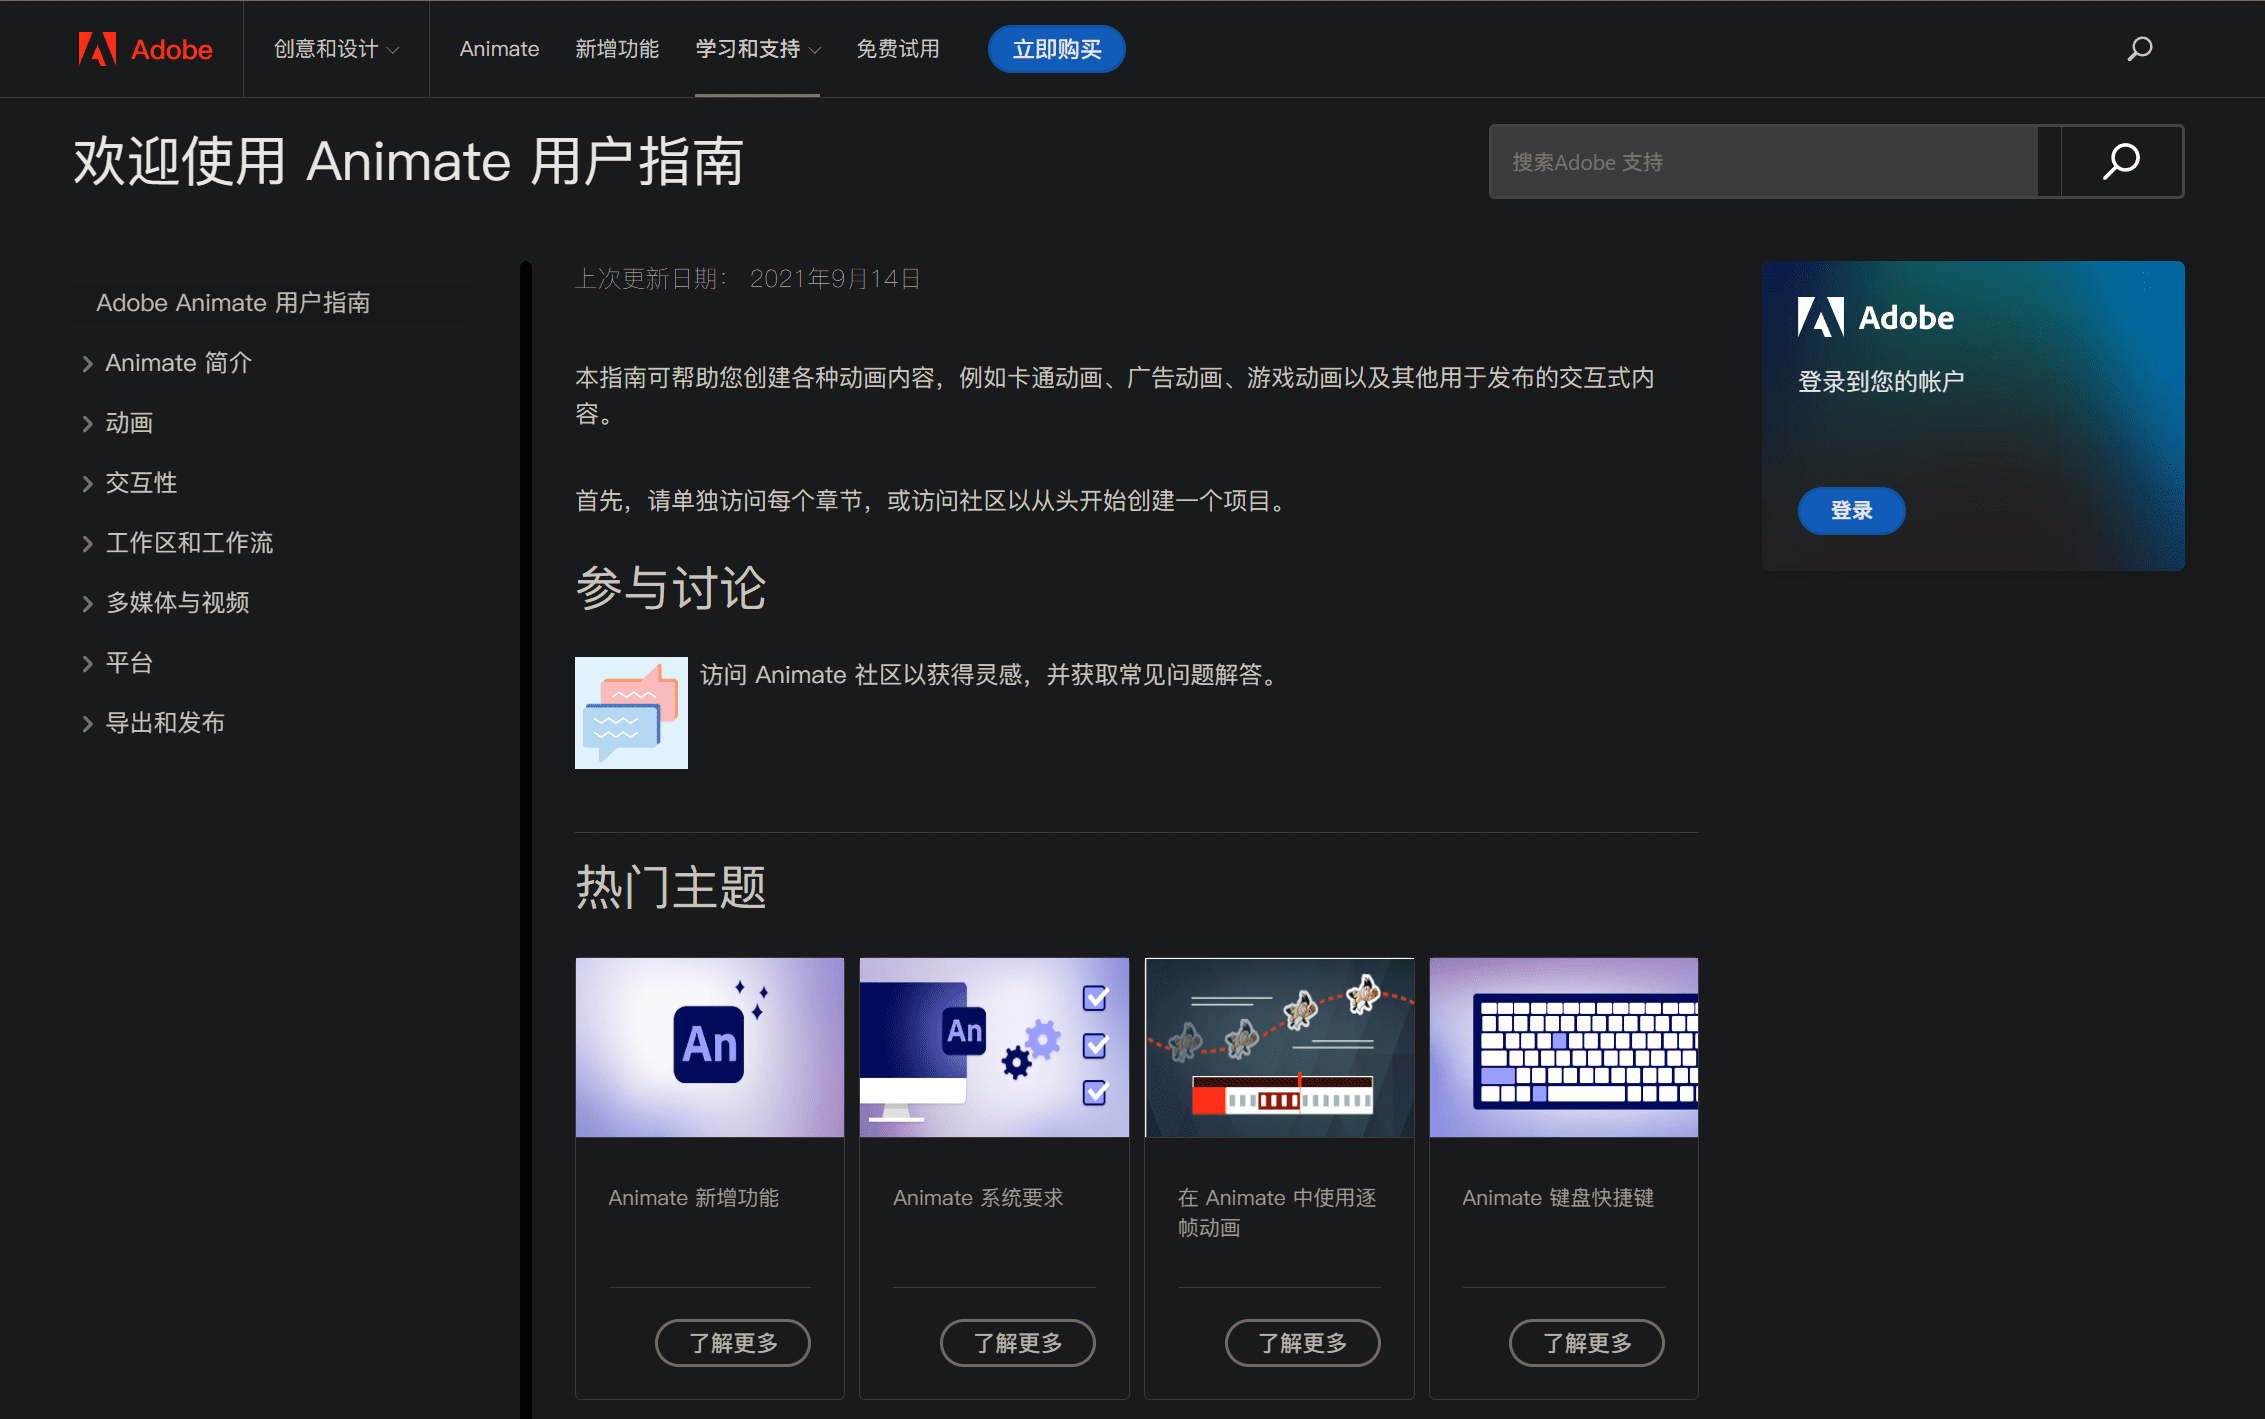 Adobe
创意和设计
Animate
新增功能
学习和支持
免费试用
立即购买
欢迎使用 Animate 用户指南
搜索Adobe 支持
Adobe Animate 用户指南
Animate 简介
动画
交互性
工作区和工作流
多媒体与视频
平台
导出和发布
上次更新日期： 2021年9月14日
本指南可帮助您创建各种动画内容，例如卡通动画、广告动画、游戏动画以及其他用于发布的交互式内
容。
首先，请单独访问每个章节，或访问社区以从头开始创建一个项目。
参与讨论
访问 Animate 社区以获得灵感，并获取常见问题解答。
热门主题
An
Animate 新增功能
了解更多
An
Animate 系统要求
了解更多
在 Animate 中使用逐
帧动画
了解更多
Animate 键盘快捷键
了解更多
Adobe
登录到您的帐户
登录